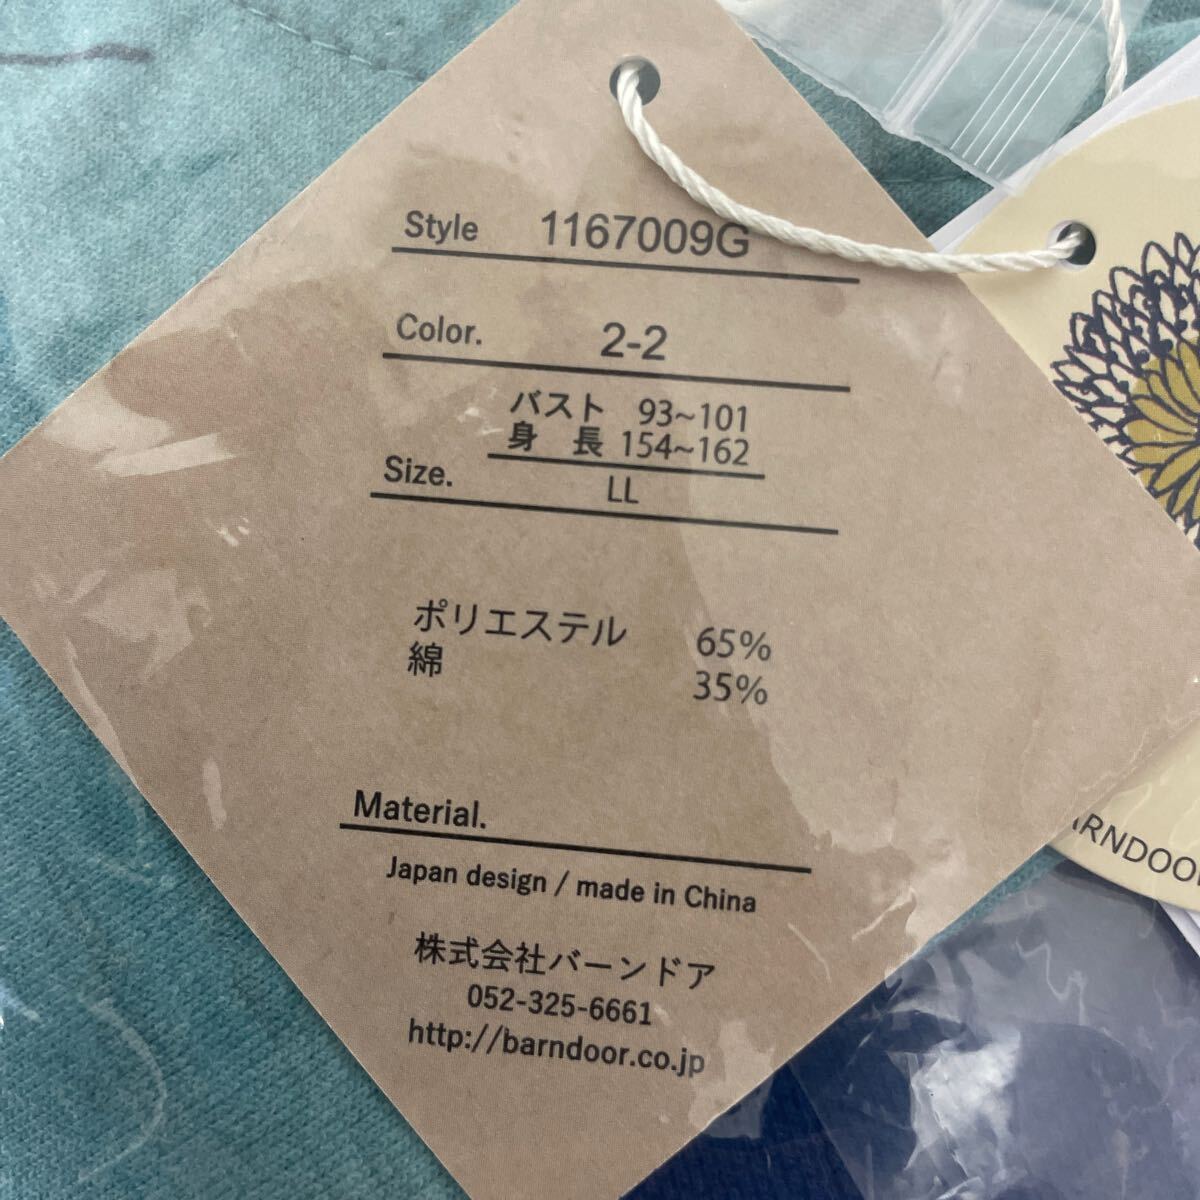 Style 1167009G
Color. 2-2
バスト 93~101
身 長 154~162
Size. LL
ポリエステル 65%
綿 35%
Material.
Japan design / made in China
株式会社バーンドア
052-325-6661
http://barndoor.co.jp